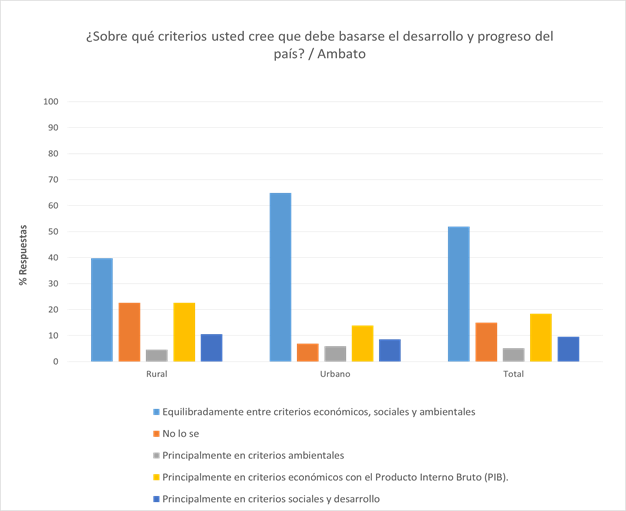 ¿Sobre qué criterios usted cree que debe basarse el desarrollo y progreso del
país? / Ambato
100
90
80
70
60
50
40
30
20
10
0
% Respuestas
Rural
Urbano
Total
Equilibradamente entre criterios económicos, sociales y ambientales
No lo se
Principalmente en criterios ambientales
Principalmente en criterios económicos con el Producto Interno Bruto (PIB).
Principalmente en criterios sociales y desarrollo